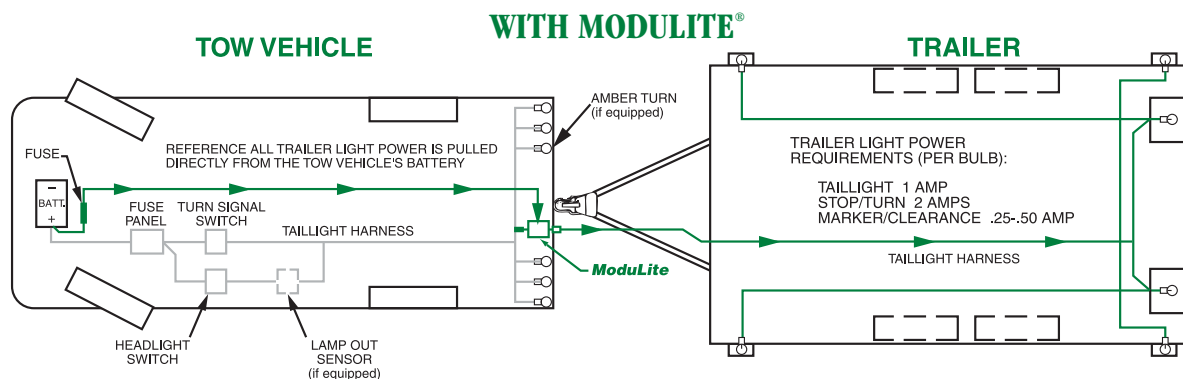 WITH MODULITE®
TOW VEHICLE
TRAILER
AMBER TURN
(if equipped)
REFERENCE ALL TRAILER LIGHT POWER IS PULLED
DIRECTLY FROM THE TOW VEHICLE'S BATTERY
FUSE
−
BATT.
+
FUSE
PANEL
TURN SIGNAL
SWITCH
TAILLIGHT HARNESS
ModuLite
HEADLIGHT
SWITCH
LAMP OUT
SENSOR
(if equipped)
TRAILER LIGHT POWER
REQUIREMENTS (PER BULB):
TAILLIGHT 1 AMP
STOP/TURN 2 AMPS
MARKER/CLEARANCE .25-.50 AMP
TAILLIGHT HARNESS